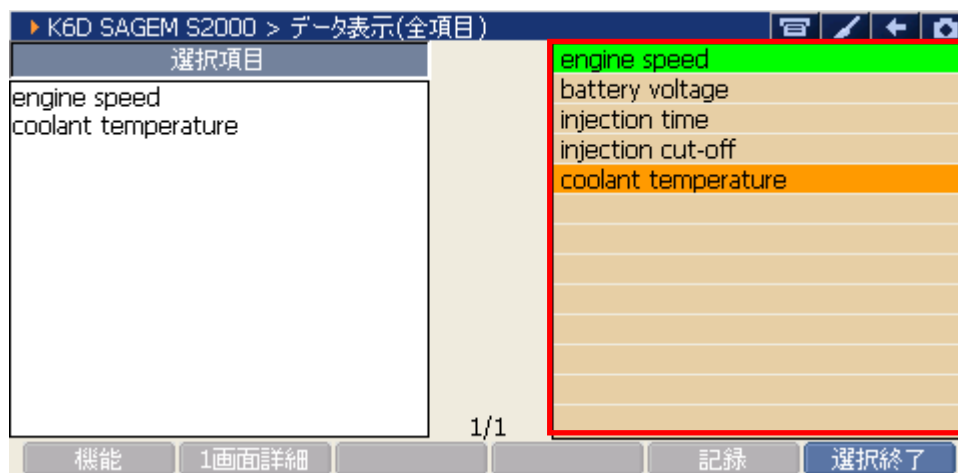 K6D SAGEM S2000 > データ表示(全項目)
選択項目
engine speed
coolant temperature
engine speed
battery voltage
injection time
injection cut-off
coolant temperature
1/1
機能
1画面詳細
記録
選択終了